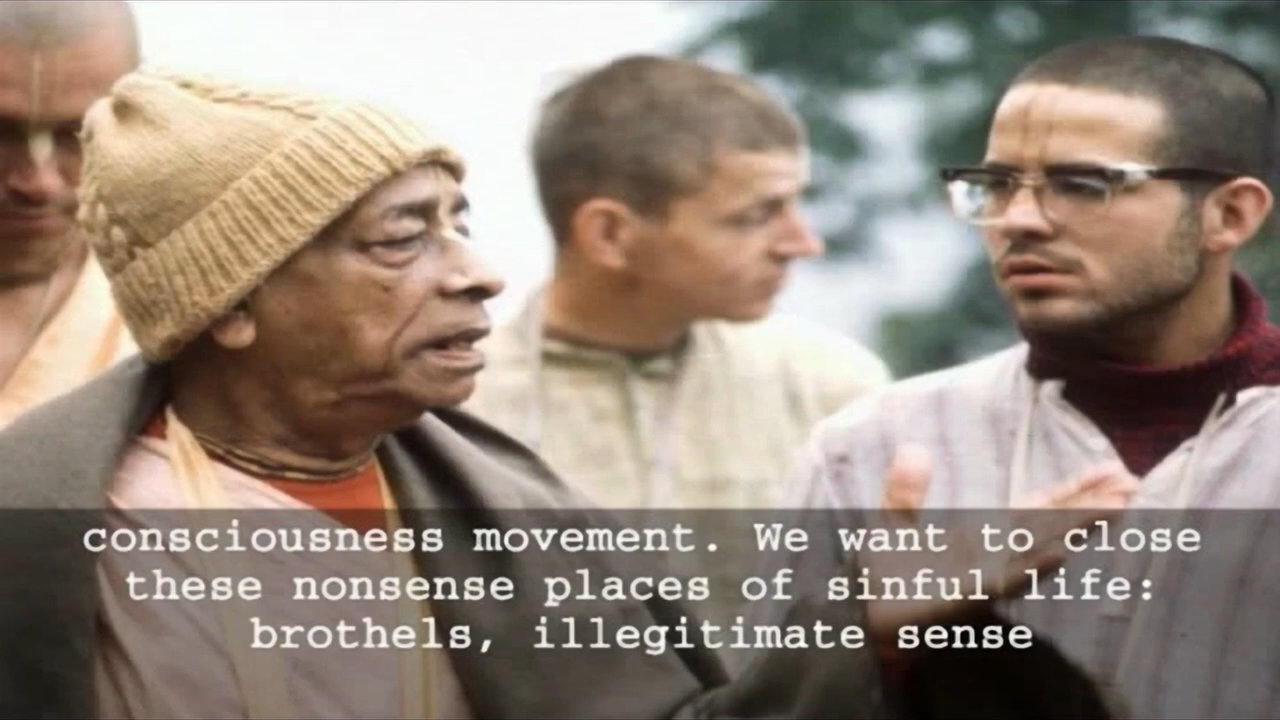 consciousness movement. We want to close
these nonsense places of sinful life:
brothels, illegitimate sense